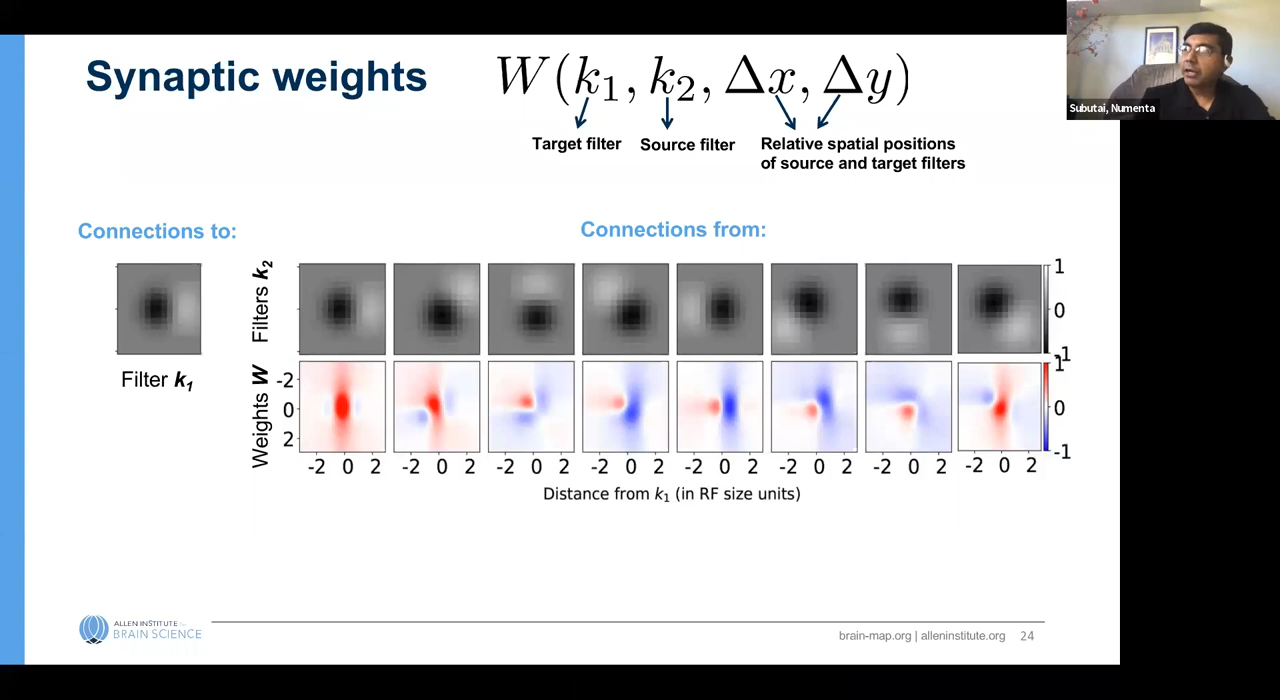 Synaptic weights
W(k₁, k₂, Δx, Δy)
Subutai, Numenta
Target filter
Source filter
Relative spatial positions
of source and target filters
Connections to:
Connections from:
Filters k₂
1
0
-1
Filter k₁
Weights W
-2
0
2
1
0
-1
-2 0 2 -2 0 2 -2 0 2 -2 0 2 -2 0 2 -2 0 2 -2 0 2 -2 0 2
Distance from k₁ (in RF size units)
ALLEN INSTITUTE for
BRAIN SCIENCE
brain-map.org | alleninstitute.org 24